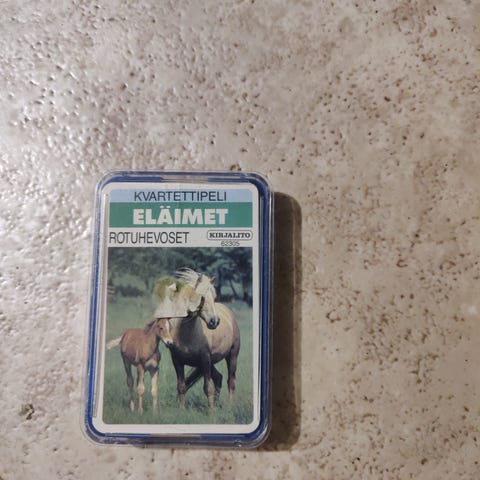 KVARTETTIPELI
ELÄIMET
ROTUHEVOSET KIRJALITO
62305